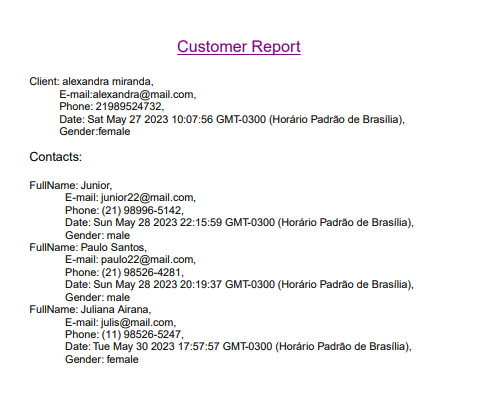 Customer Report
Client: alexandra miranda,
E-mail:alexandra@mail.com,
Phone: 21989524732,
Date: Sat May 27 2023 10:07:56 GMT-0300 (Horário Padrão de Brasília),
Gender:female
Contacts:
FullName: Junior,
E-mail: junior22@mail.com,
Phone: (21) 98996-5142,
Date: Sun May 28 2023 22:15:59 GMT-0300 (Horário Padrão de Brasília),
Gender: male
FullName: Paulo Santos,
E-mail: paulo22@mail.com,
Phone: (21) 98526-4281,
Date: Sun May 28 2023 20:19:37 GMT-0300 (Horário Padrão de Brasília),
Gender: male
FullName: Juliana Airana,
E-mail: julis@mail.com,
Phone: (11) 98526-5247,
Date: Tue May 30 2023 17:57:57 GMT-0300 (Horário Padrão de Brasília),
Gender: female